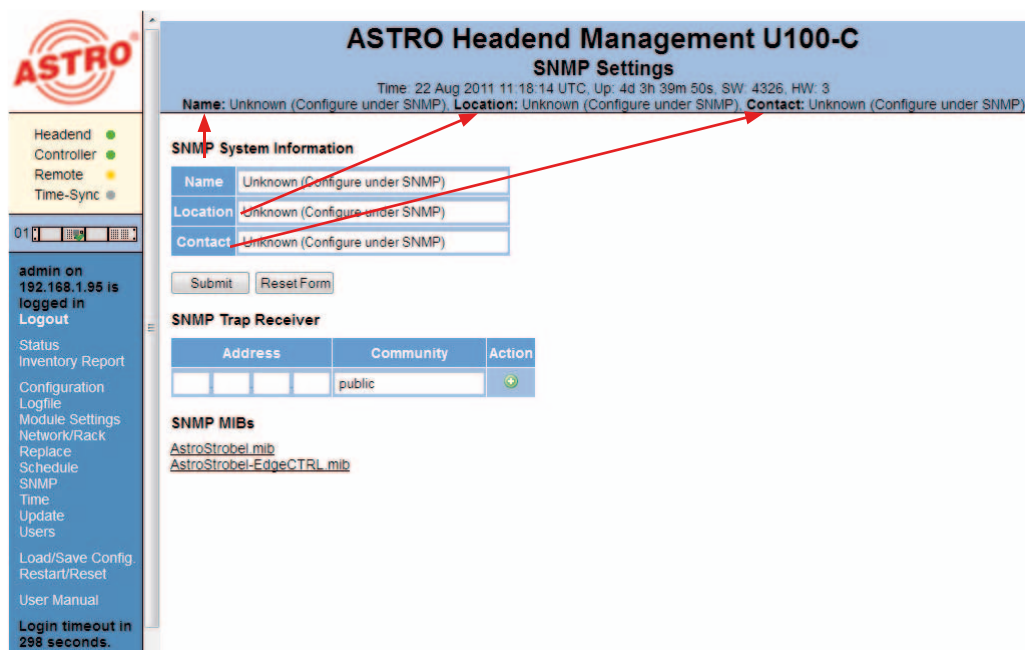 ASTRO
Headend
Controller
Remote
Time-Sync
01
admin on
192.168.1.95 is
logged in
Logout
Status
Inventory Report
Configuration
Logfile
Module Settings
Network/Rack
Replace
Schedule
SNMP
Time
Update
Users
Load/Save Config.
Restart/Reset
User Manual
Login timeout in
298 seconds.
ASTRO Headend Management U100-C
SNMP Settings
Time: 22 Aug 2011 11:18:14 UTC, Up: 4d 3h 39m 50s, SW: 4326, HW: 3
Name: Unknown (Configure under SNMP), Location: Unknown (Configure under SNMP), Contact: Unknown (Configure under SNMP)
SNMP System Information
Name Unknown (Configure under SNMP)
Location Unknown (Configure under SNMP)
Contact Unknown (Configure under SNMP)
Submit Reset Form
SNMP Trap Receiver
Address Community Action
. . . public
SNMP MIBs
AstroStrobel.mib
AstroStrobel-EdgeCTRL.mib